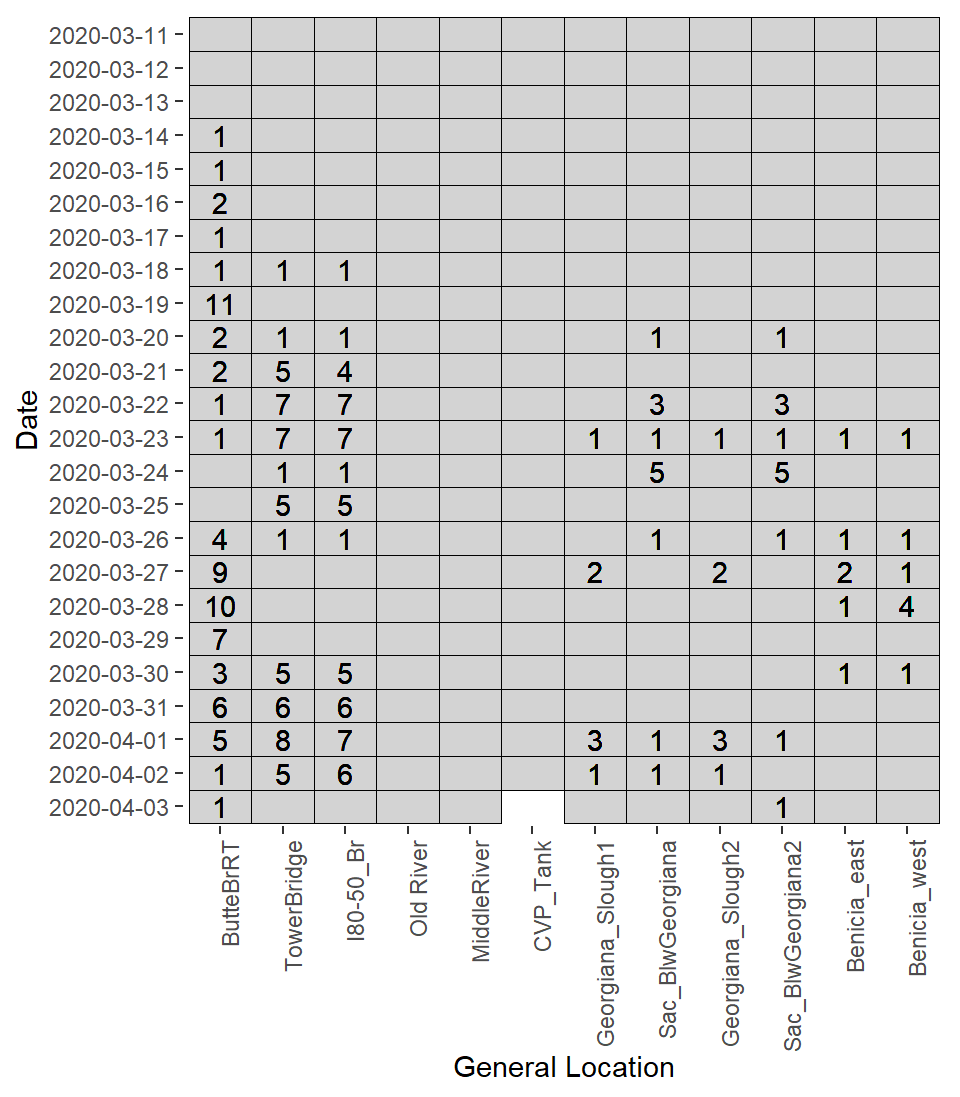 2020-03-11
2020-03-12
2020-03-13
2020-03-14 1
2020-03-15 1
2020-03-16 2
2020-03-17 1
2020-03-18 1 1 1
2020-03-19 11
2020-03-20 2 1 1 1 1
2020-03-21 2 5 4
2020-03-22 1 7 7 3 3
2020-03-23 1 7 7 1 1 1 1 1 1
2020-03-24 1 1 5 5
2020-03-25 5 5
2020-03-26 4 1 1 1 1 1 1
2020-03-27 9 2 2 2 1
2020-03-28 10 1 4
2020-03-29 7
2020-03-30 3 5 5 1 1
2020-03-31 6 6 6
2020-04-01 5 8 7 3 1 3 1
2020-04-02 1 5 6 1 1 1
2020-04-03 1 1
Date
ButteBrRT
TowerBridge
I80-50_Br
Old River
MiddleRiver
CVP_Tank
Georgiana_Slough1
Sac_BlwGeorgiana
Georgiana_Slough2
Sac_BlwGeorgiana2
Benicia_east
Benicia_west
General Location